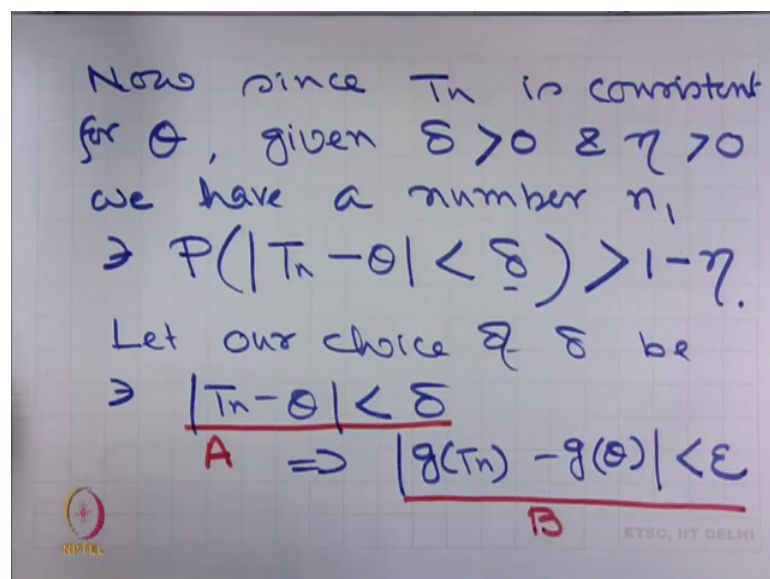 Now since Tn is consistent
for θ, given δ >0 & η >0
we have a number n₁
∋ P(|Tn - θ| < δ) > 1-η.
Let our choice of δ be
∋ |Tn - θ| < δ
A => |g(Tn) - g(θ)| < ε
B
NPTEL
ETSC, IIT DELHI